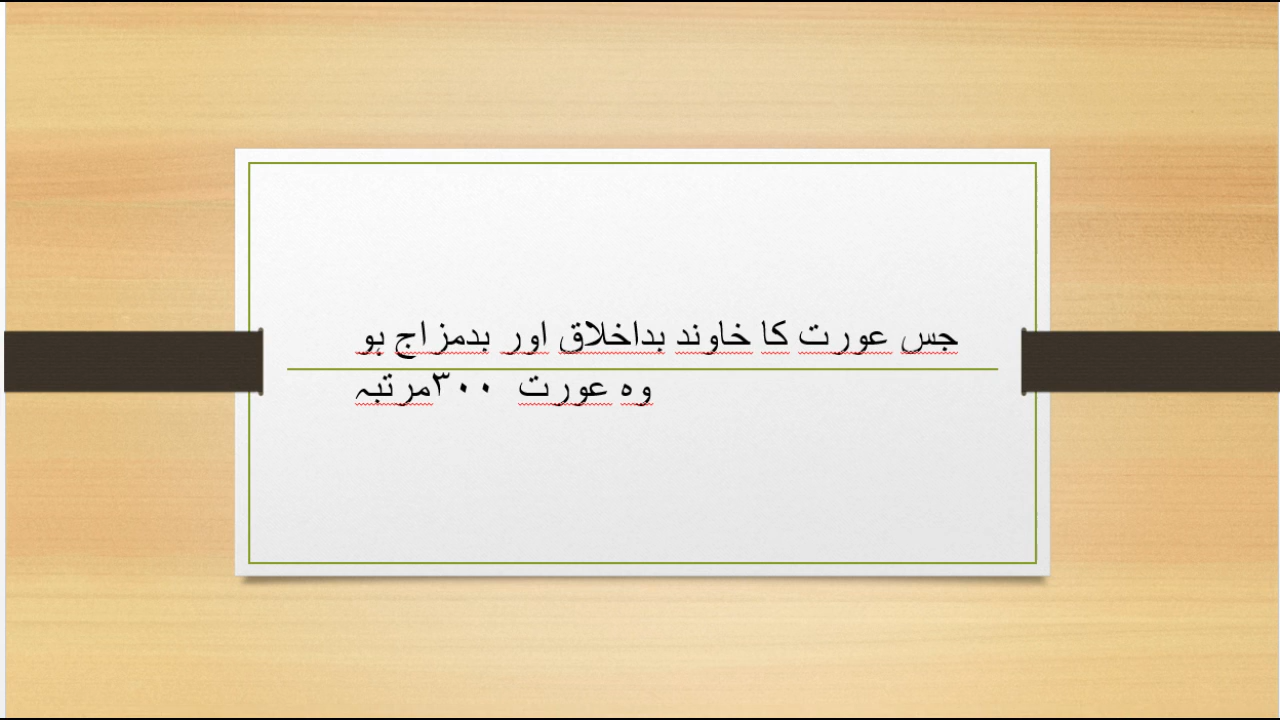 جس عورت کا خاوند بداخلاق اور بدمزاج ہو
وہ عورت ۳۰۰مرتبہ